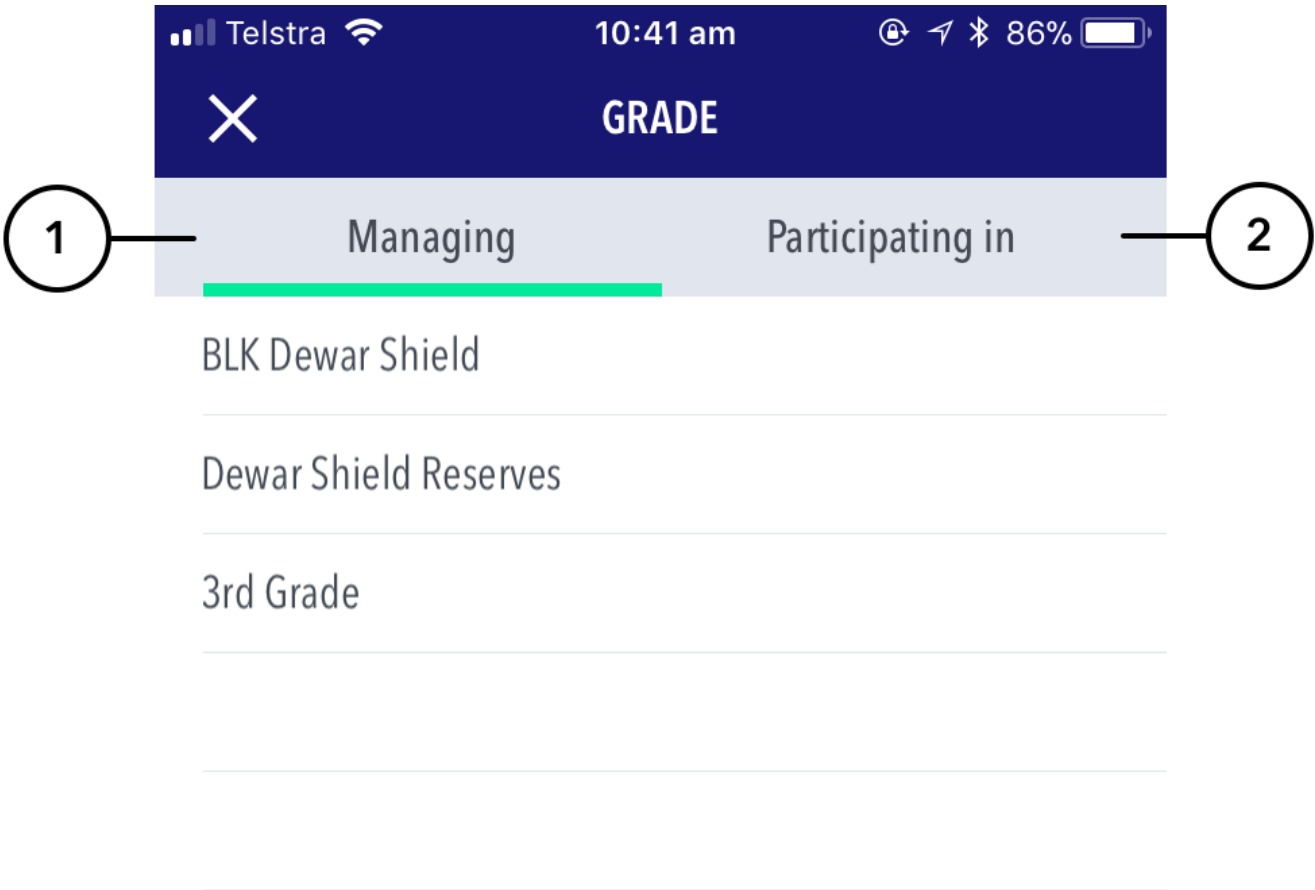 Telstra 10:41 am 86%
GRADE
1 Managing Participating in 2
BLK Dewar Shield
Dewar Shield Reserves
3rd Grade